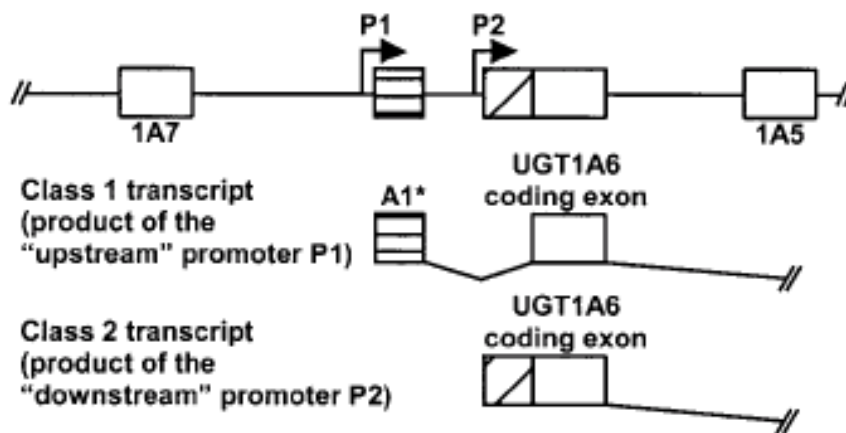 P1 P2
1A7 1A5
Class 1 transcript
(product of the
“upstream” promoter P1)
A1*
UGT1A6
coding exon
Class 2 transcript
(product of the
“downstream” promoter P2)
UGT1A6
coding exon